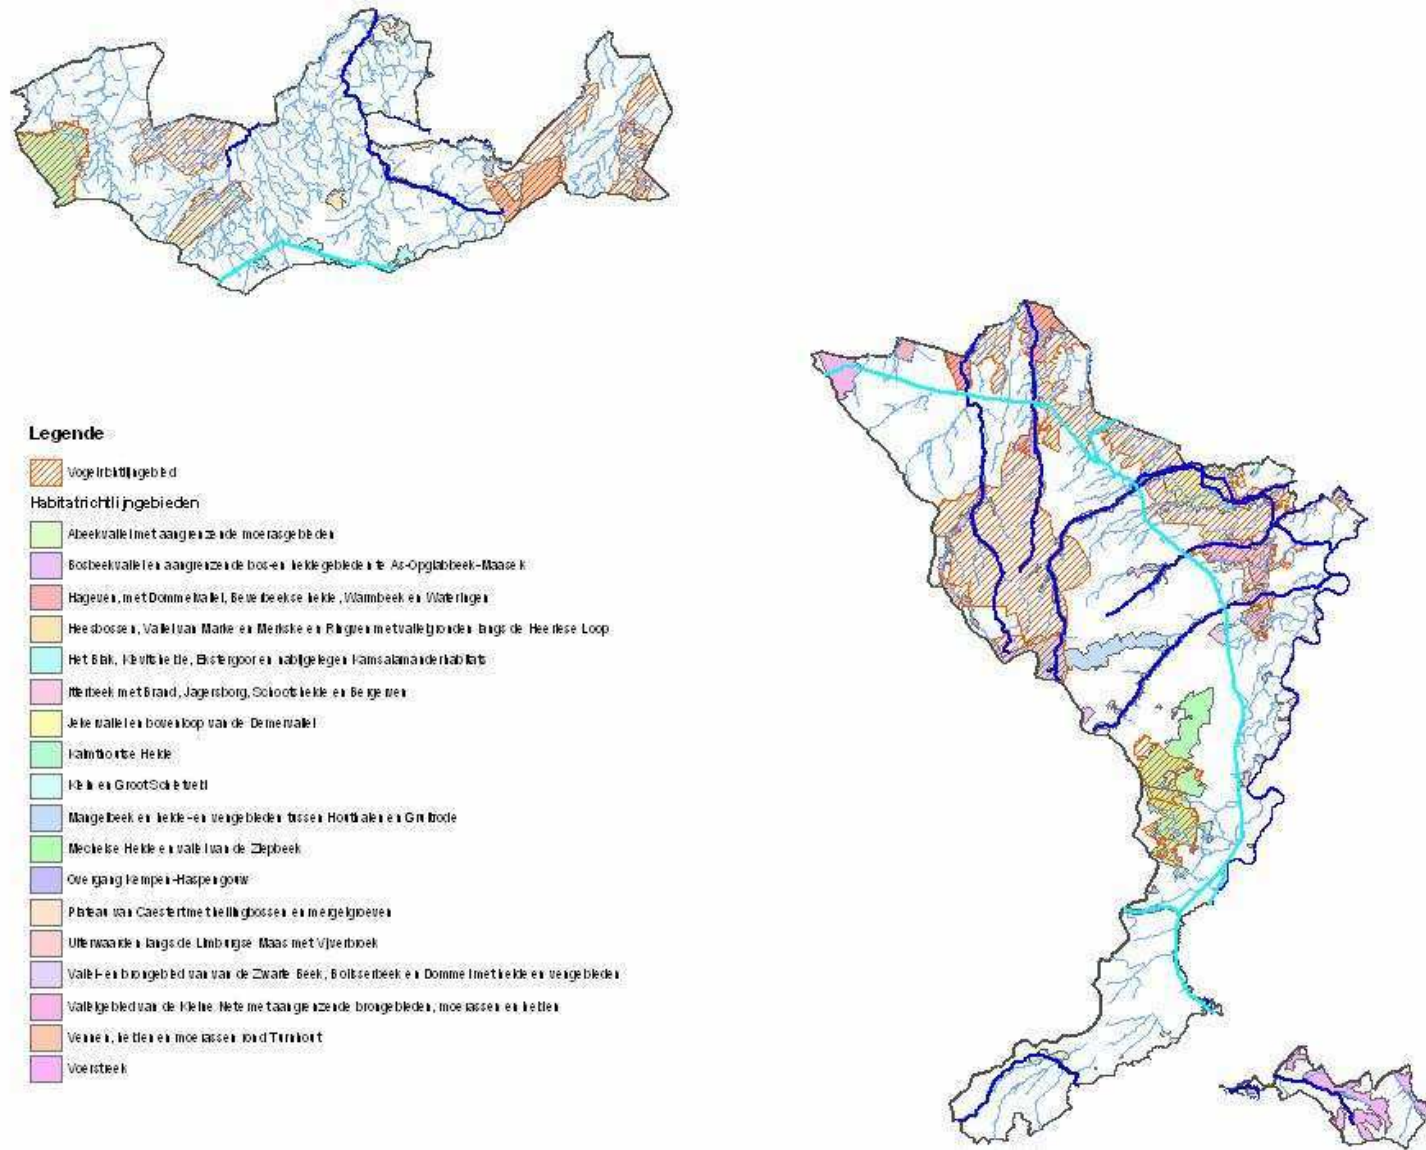 Legende
Vogelrichtlijngebied
Habitatrichtlijngebieden
Abeekvallei met aangrenzende moerasgebieden
Bosbeekvallei en aangrenzende bos-en heidegebieden te As-Opglabbeek-Maaseik
Hageven, met Dommelvallei, Beverbeekse heide, Warmbeek en Wateringen
Heesbossen, Vallei van Marke en Merkske en Ringven met valleigronden langs de Heerlese Loop
Het Blak, Kievitsheide, Ekstergoor en nabijgelegen Kamsalamanderhabitats
Itterbeek met Brand, Jagersborg, Schootsheide en Bergerven
Jekervallei en bovenloop van de Demervallei
Kalmthoutse Heide
Klein en Groot Schietveld
Mangelbeek en heide-en vengebieden tussen Houthalen en Gruitrode
Mechelse Heide en vallei van de Ziepbeek
Overgang Kempen-Haspengouw
Plateau van Caestert met hellingbossen en mergelgroeven
Uiterwaarden langs de Limburgse Maas met Vijverbroek
Vallei-en brongebied van van de Zwarte Beek, Bolisserbeek en Dommel met heide en vengebieden
Valleigebied van de Kleine Nete met aangrenzende brongebieden, moerassen en heiden
Vennen, heiden en moerassen rond Turnhout
Voerstreek